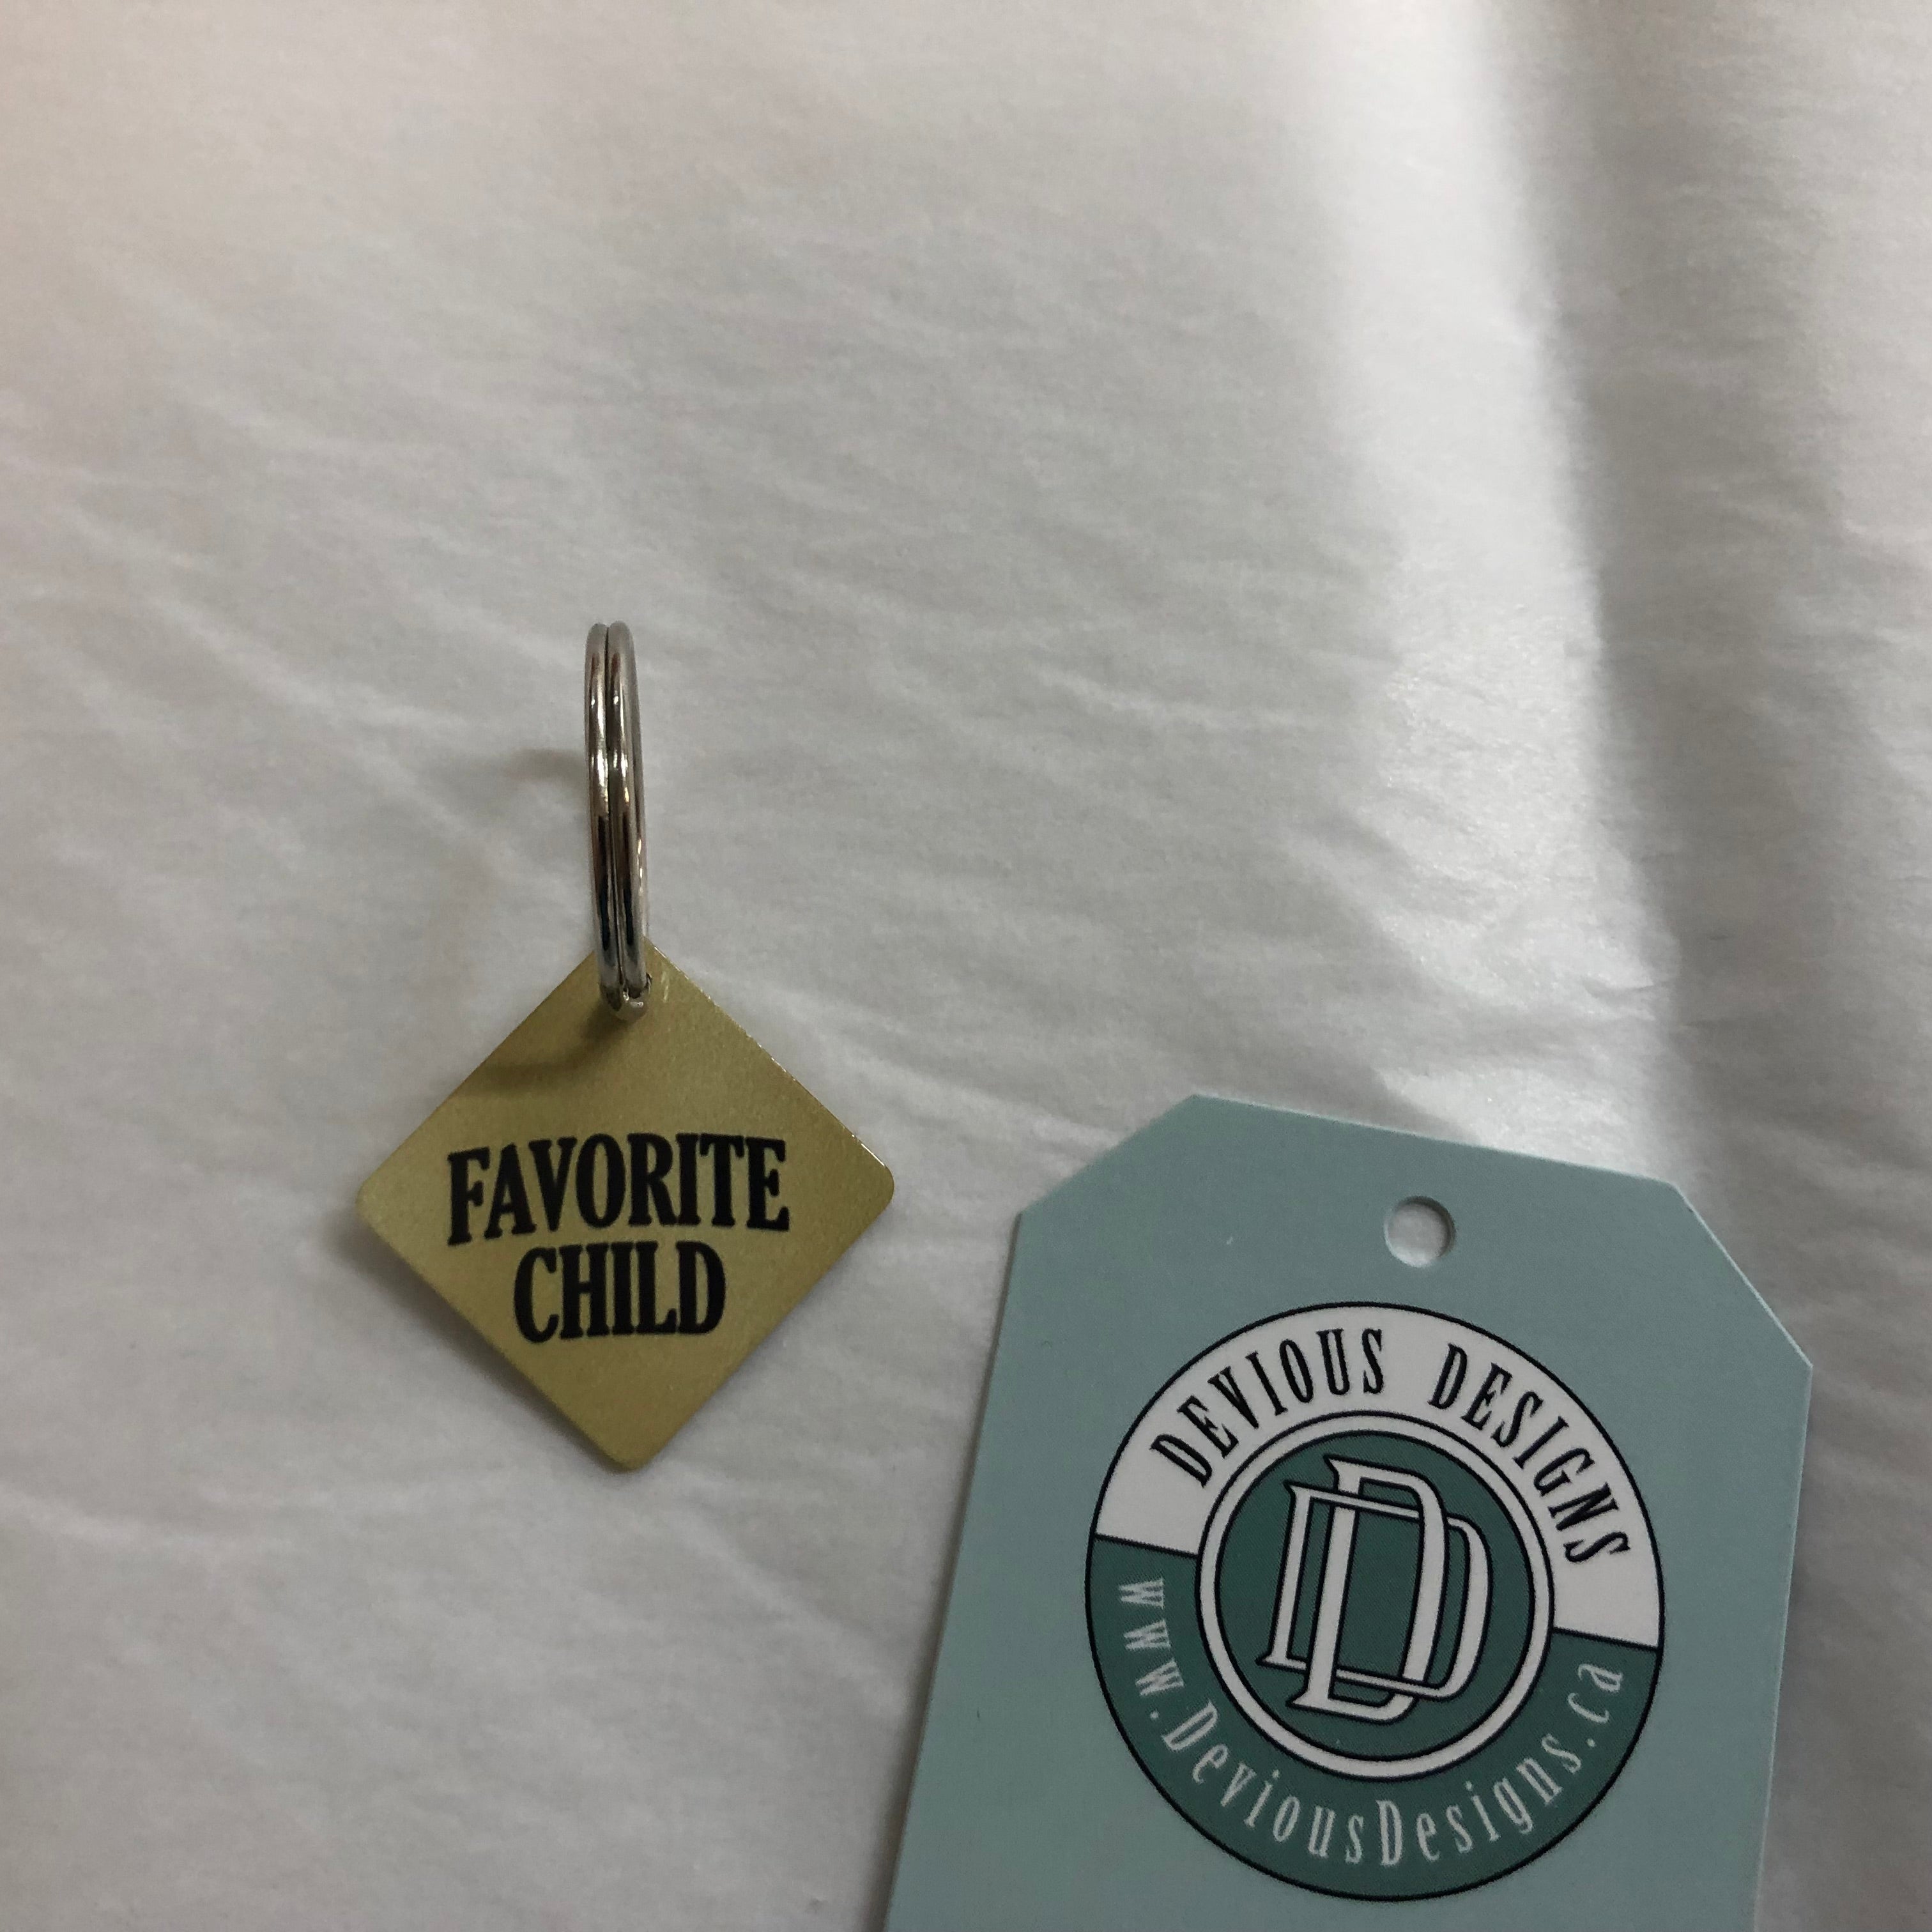 FAVORITE
CHILD
DEVIOUS DESIGNS
DD
www.DeviousDesigns.ca